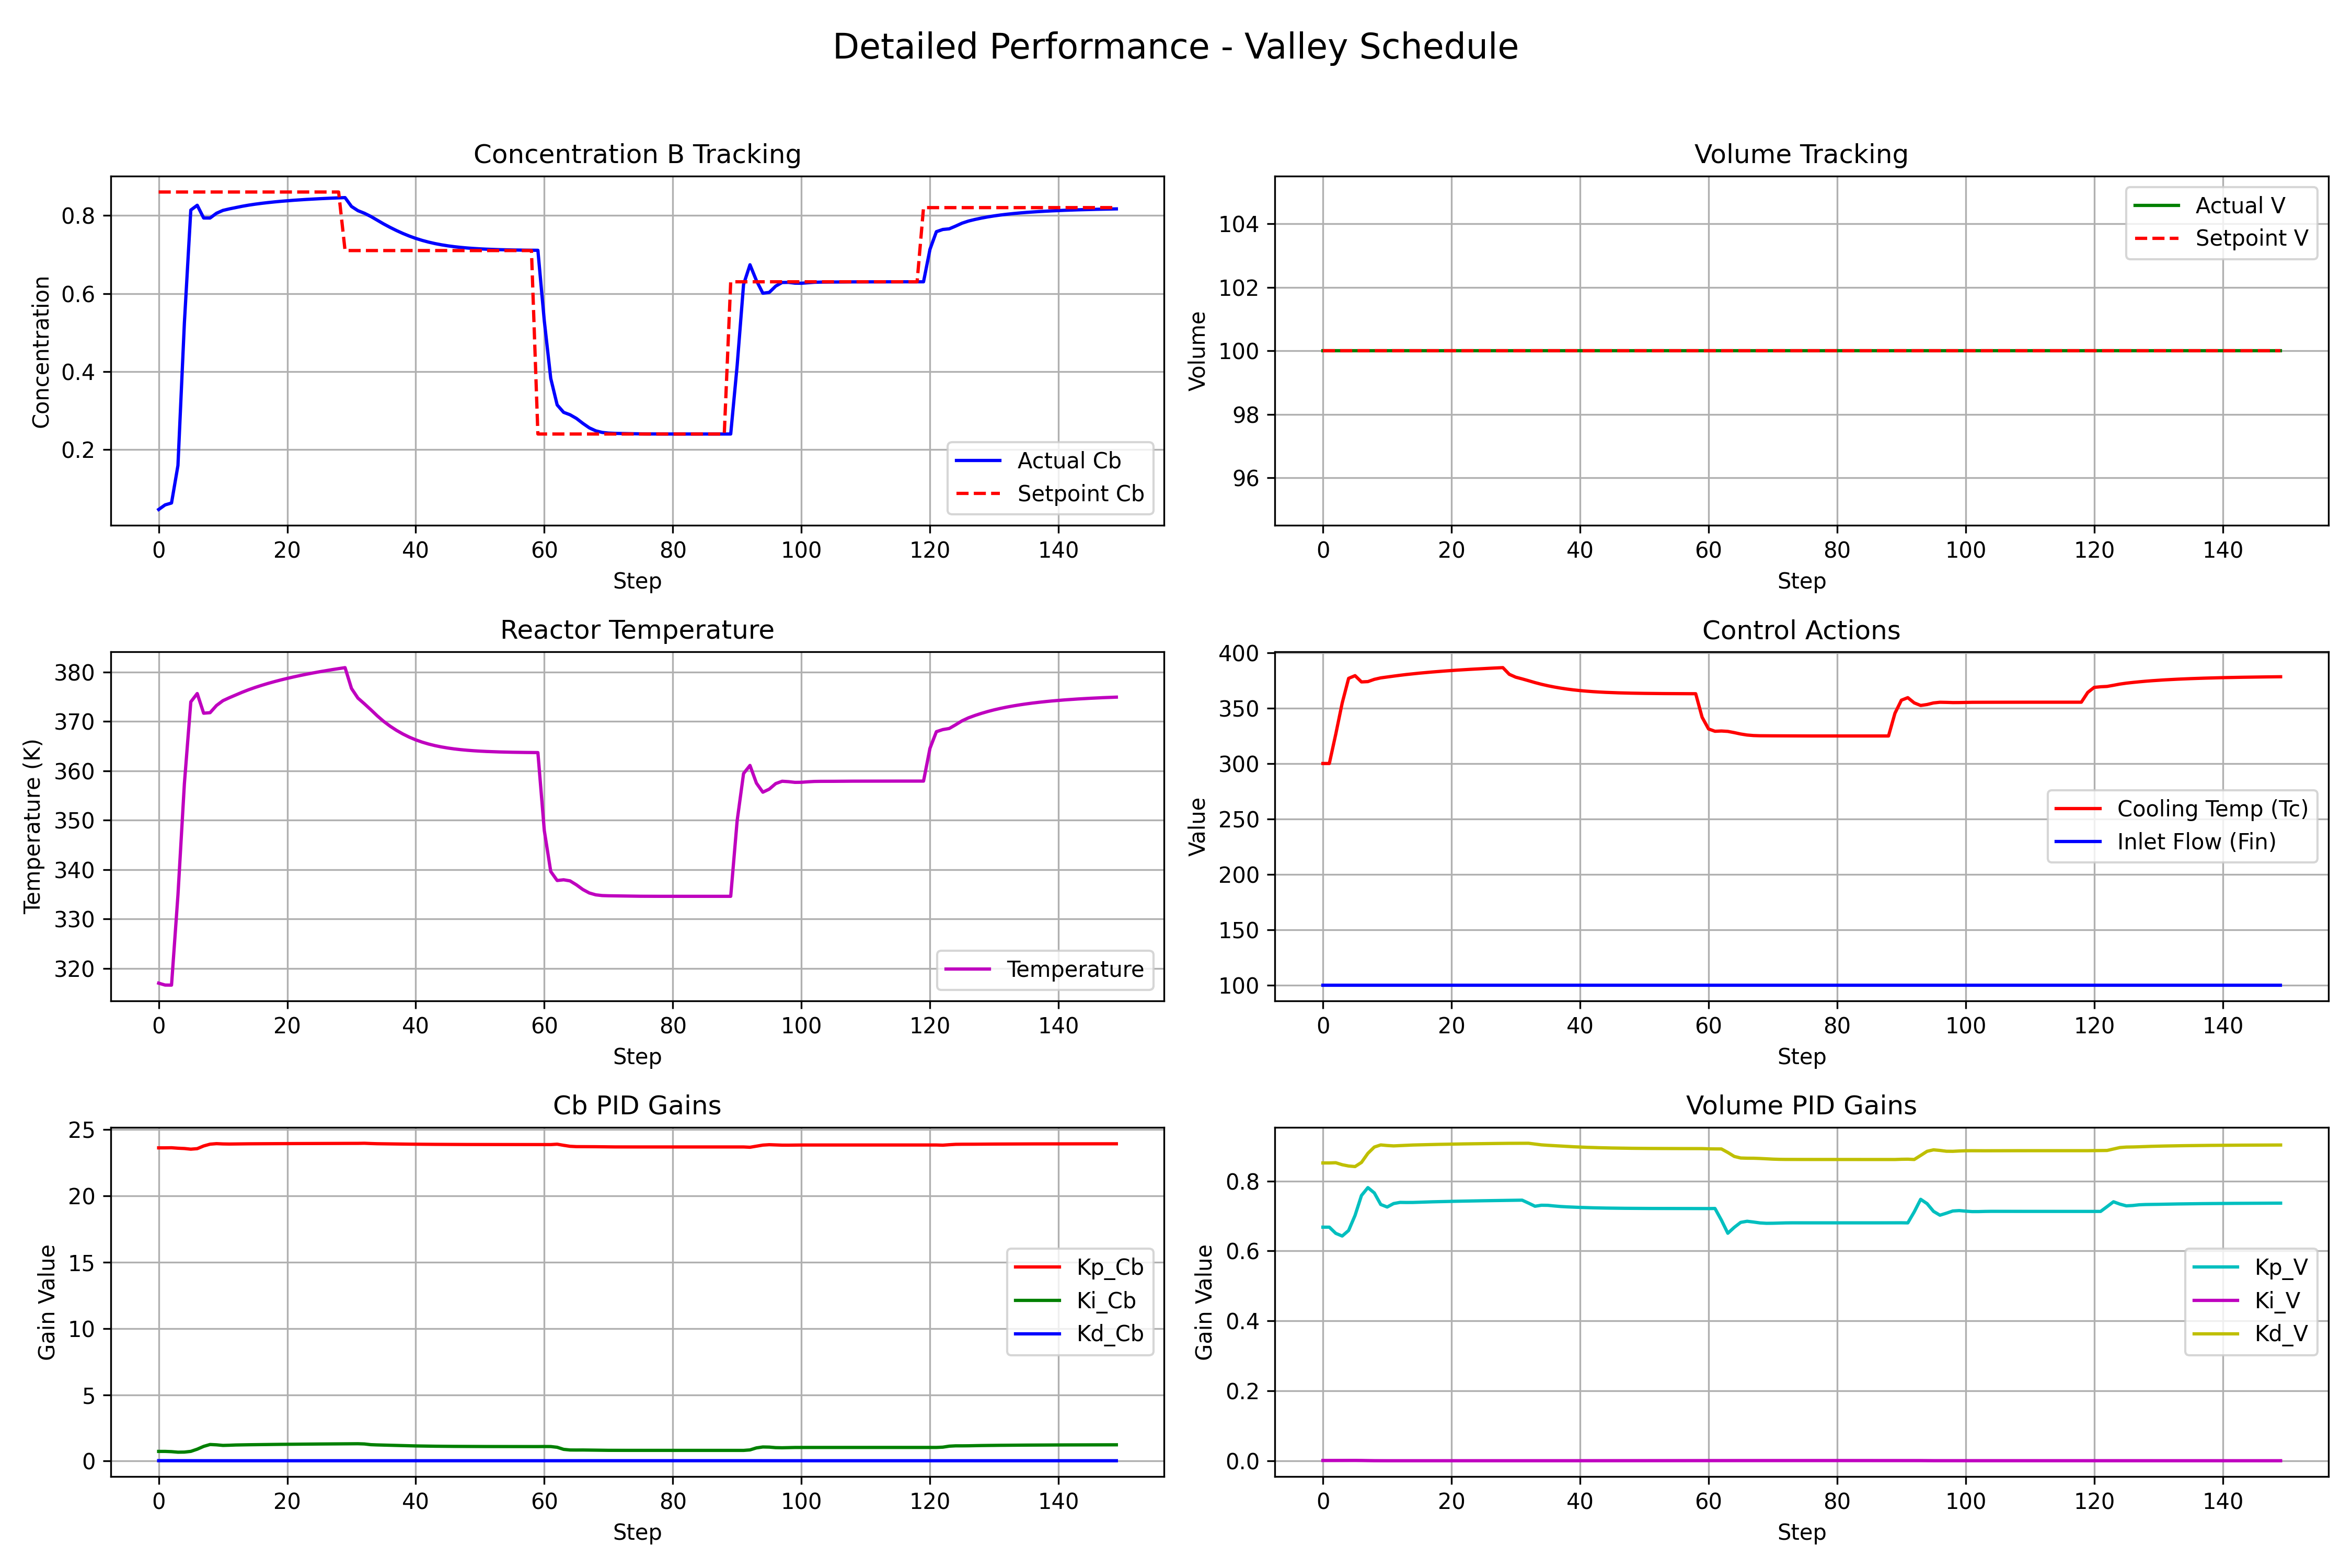 Detailed Performance - Valley Schedule
Concentration B Tracking
Concentration
0.8
0.6
0.4
0.2
Actual Cb
Setpoint Cb
0 20 40 60 80 100 120 140
Step
Volume Tracking
Volume
104
102
100
98
96
Actual V
Setpoint V
0 20 40 60 80 100 120 140
Step
Reactor Temperature
Temperature (K)
380
370
360
350
340
330
320
Temperature
0 20 40 60 80 100 120 140
Step
Control Actions
Value
400
350
300
250
200
150
100
Cooling Temp (Tc)
Inlet Flow (Fin)
0 20 40 60 80 100 120 140
Step
Cb PID Gains
Gain Value
25
20
15
10
5
0
Kp_Cb
Ki_Cb
Kd_Cb
0 20 40 60 80 100 120 140
Step
Volume PID Gains
Gain Value
0.8
0.6
0.4
0.2
0.0
Kp_V
Ki_V
Kd_V
0 20 40 60 80 100 120 140
Step